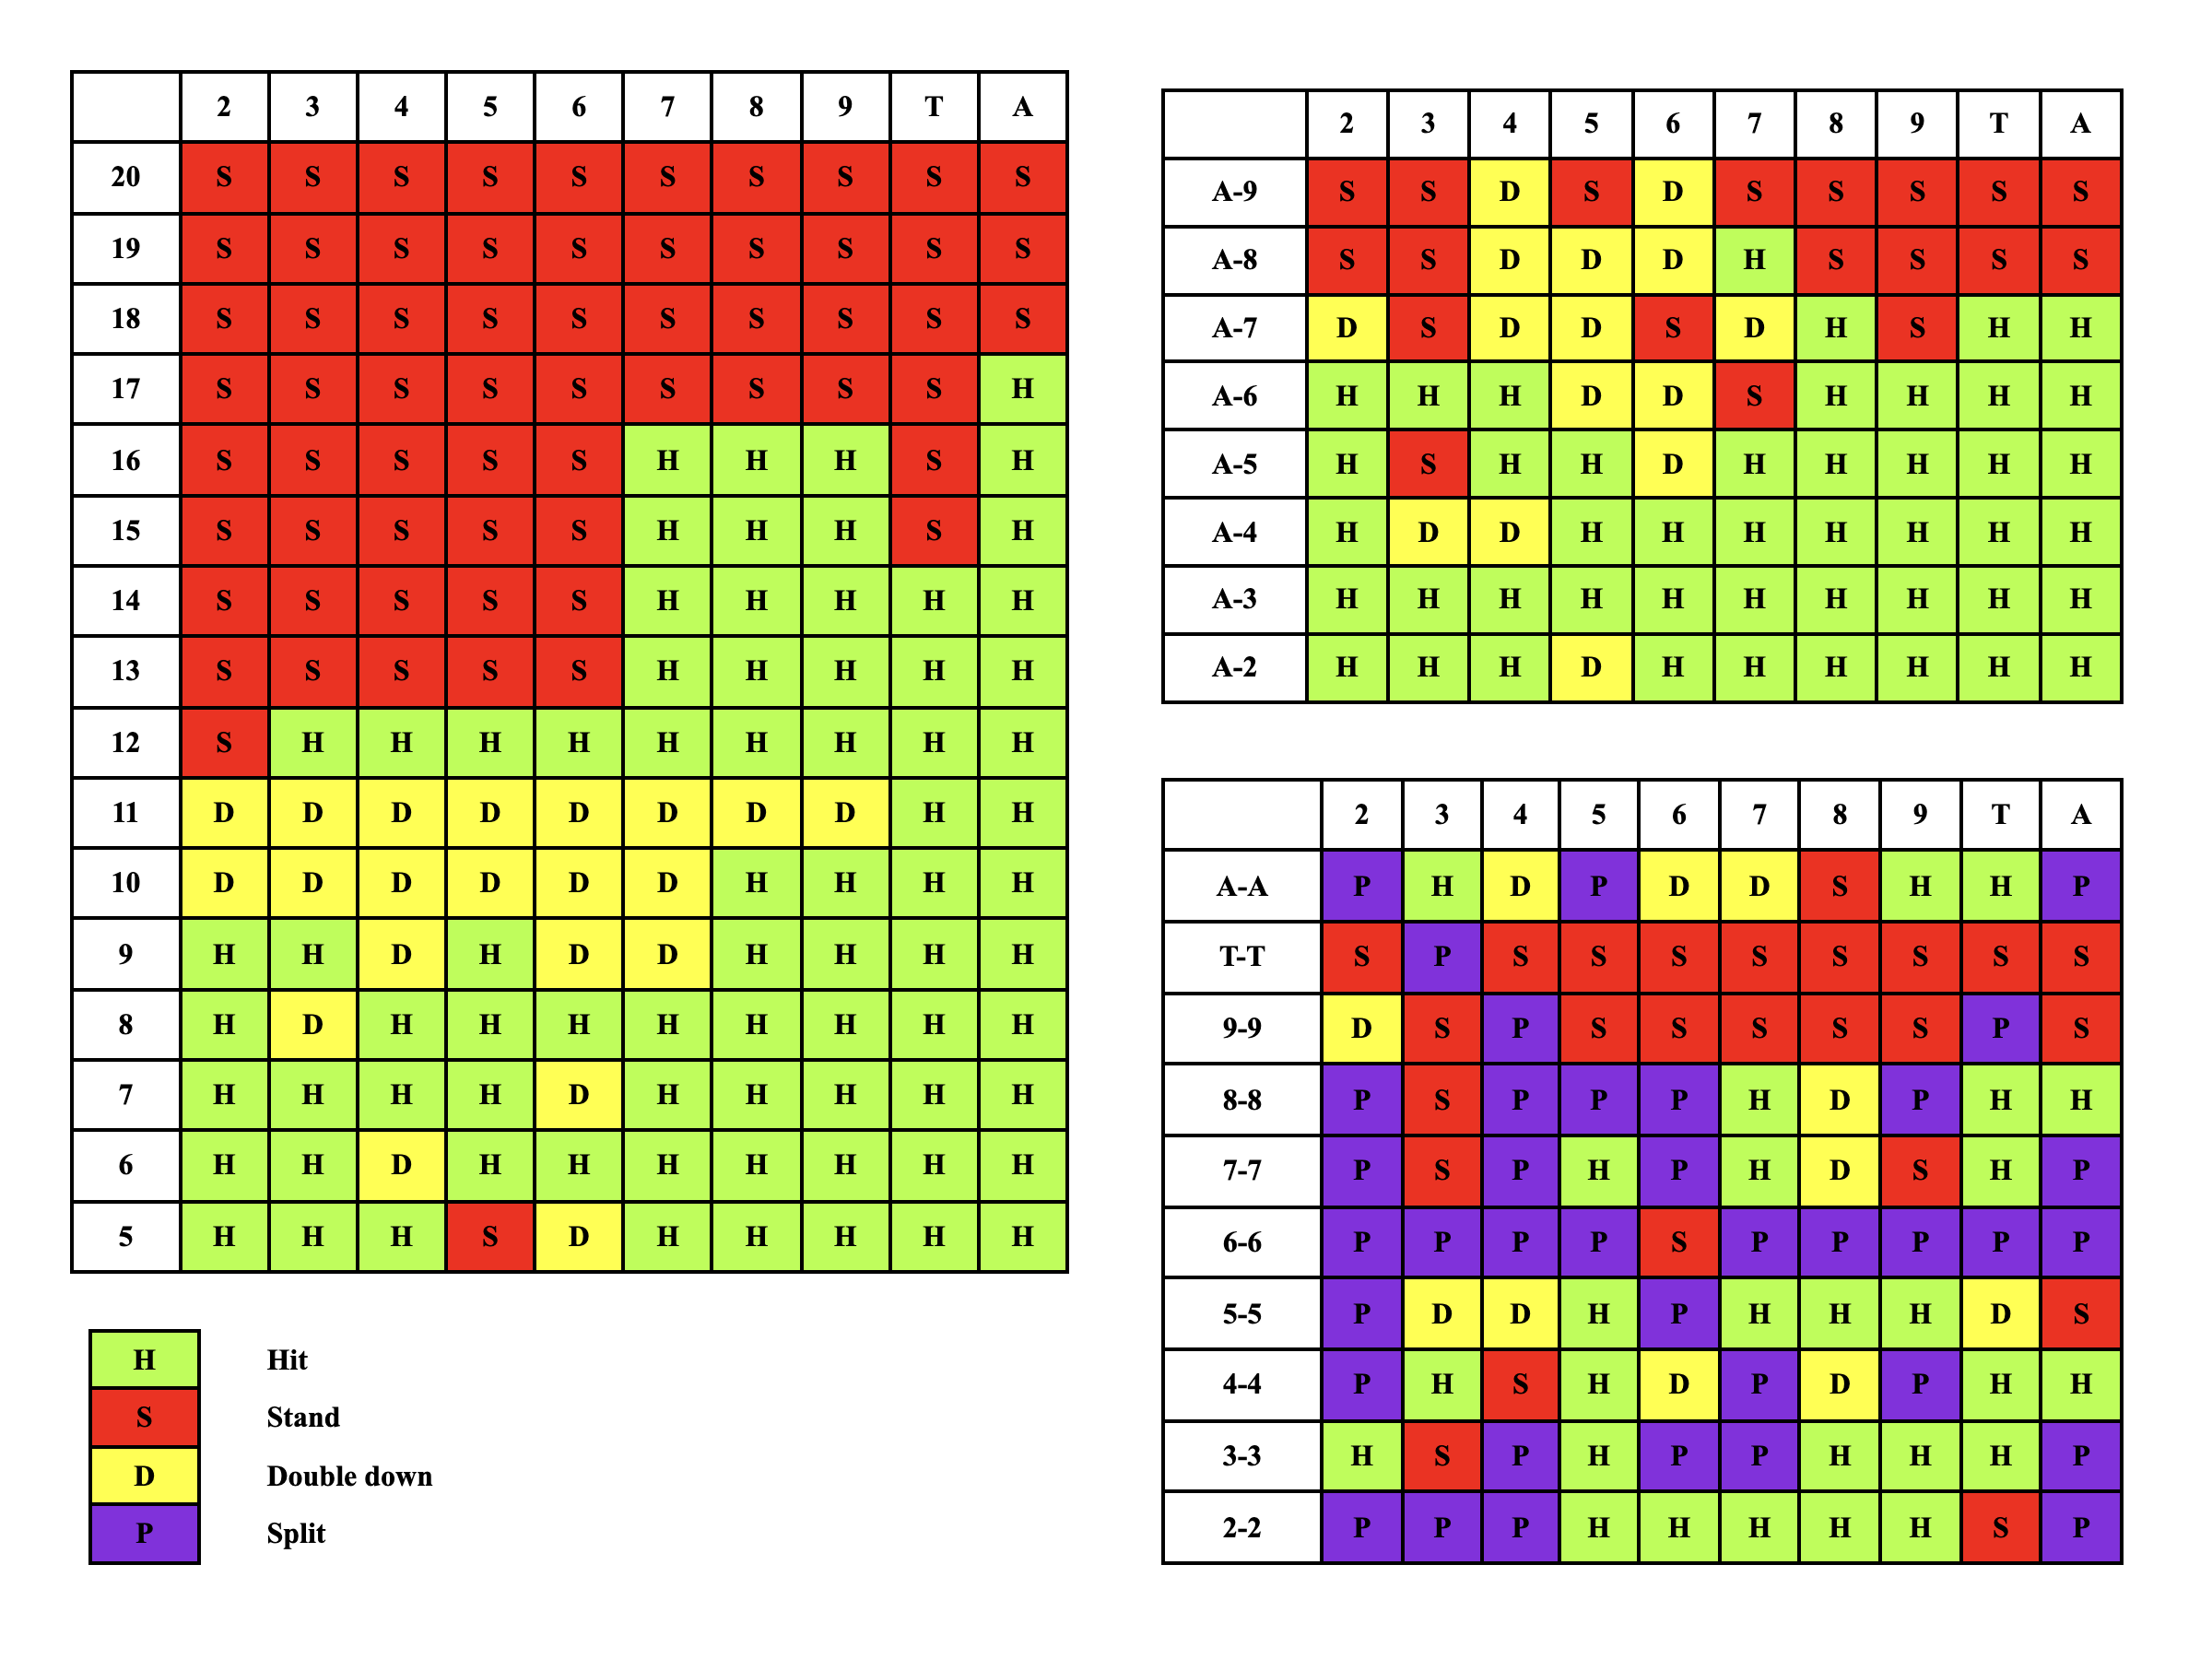 2 3 4 5 6 7 8 9 T A
20 S S S S S S S S S S
19 S S S S S S S S S S
18 S S S S S S S S S S
17 S S S S S S S S S H
16 S S S S S H H H S H
15 S S S S S H H H S H
14 S S S S S H H H H H
13 S S S S S H H H H H
12 S H H H H H H H H H
11 D D D D D D D D H H
10 D D D D D D H H H H
9 H H D H D D H H H H
8 H D H H H H H H H H
7 H H H H D H H H H H
6 H H D H H H H H H H
5 H H H S D H H H H H
H Hit
S Stand
D Double down
P Split
2 3 4 5 6 7 8 9 T A
A-9 S S D S D S S S S S
A-8 S S D D D H S S S S
A-7 D S D D S D H S H H
A-6 H H H D D S H H H H
A-5 H S H H D H H H H H
A-4 H D D H H H H H H H
A-3 H H H H H H H H H H
A-2 H H H D H H H H H H
2 3 4 5 6 7 8 9 T A
A-A P H D P D D S H H P
T-T S P S S S S S S S S
9-9 D S P S S S S S P S
8-8 P S P P P H D P H H
7-7 P S P H P H D S H P
6-6 P P P P S P P P P P
5-5 P D D H P H H H D S
4-4 P H S H D P D P H H
3-3 H S P H P P H H H P
2-2 P P P H H H H H S P